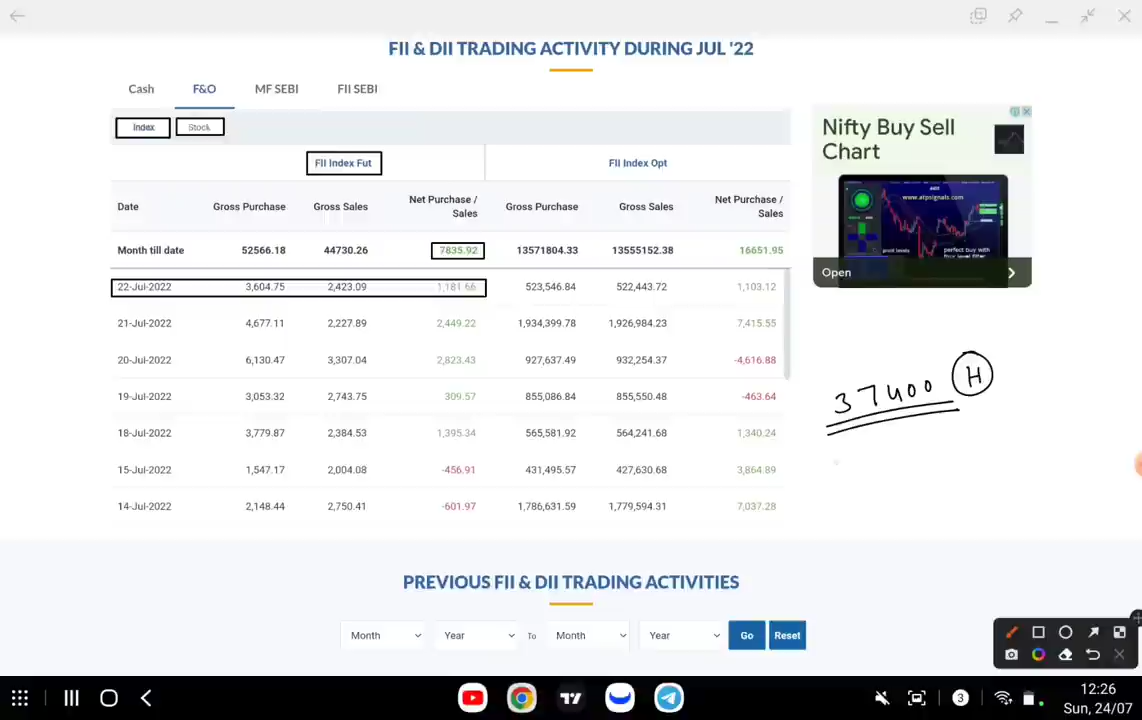 FII & DII TRADING ACTIVITY DURING JUL '22
Cash F&O MF SEBI FII SEBI
Index Stock
FII Index Fut FII Index Opt
Date Gross Purchase Gross Sales Net Purchase / Sales Gross Purchase Gross Sales Net Purchase / Sales
Month till date 52566.18 44730.26 7835.92 13571804.33 13555152.38 16651.95
22-Jul-2022 3,604.75 2,423.09 1,181.66 523,546.84 522,443.72 1,103.12
21-Jul-2022 4,677.11 2,227.89 2,449.22 1,934,399.78 1,926,984.23 7,415.55
20-Jul-2022 6,130.47 3,307.04 2,823.43 927,637.49 932,254.37 -4,616.88
19-Jul-2022 3,053.32 2,743.75 309.57 855,086.84 855,550.48 -463.64
18-Jul-2022 3,779.87 2,384.53 1,395.34 565,581.92 564,241.68 1,340.24
15-Jul-2022 1,547.17 2,004.08 -456.91 431,495.57 427,630.68 3,864.89
14-Jul-2022 2,148.44 2,750.41 -601.97 1,786,631.59 1,779,594.31 7,037.28
Nifty Buy Sell
Chart
www.atpsignals.com
perfect buy with
Open
37400 H
PREVIOUS FII & DII TRADING ACTIVITIES
Month Year To Month Year Go Reset
3
12:26
Sun, 24/07